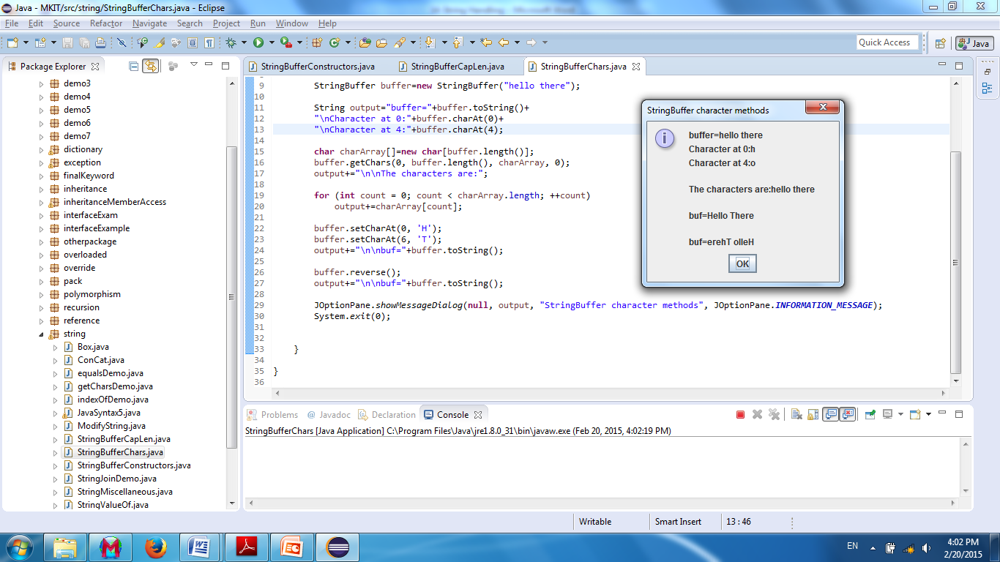 Java - MKIT/src/string/StringBufferChars.java - Eclipse
File Edit Source Refactor Navigate Search Project Run Window Help
Quick Access
Java
Package Explorer
demo3
demo4
demo5
demo6
demo7
dictionary
exception
finalKeyword
inheritance
inheritanceMemberAccess
interfaceExam
interfaceExample
otherpackage
overloaded
override
pack
polymorphism
recursion
reference
string
Box.java
ConCat.java
equalsDemo.java
getCharsDemo.java
indexOfDemo.java
JavaSyntax5.java
ModifyString.java
StringBufferCapLen.java
StringBufferChars.java
StringBufferConstructors.java
StringJoinDemo.java
StringMiscellaneous.java
StringValueOf.java
StringBufferConstructors.java StringBufferCapLen.java StringBufferChars.java
9 StringBuffer buffer=new StringBuffer("hello there");
10
11 String output="buffer="+buffer.toString()+
12 "\nCharacter at 0:"+buffer.charAt(0)+
13 "\nCharacter at 4:"+buffer.charAt(4);
14
15 char charArray[]=new char[buffer.length()];
16 buffer.getChars(0, buffer.length(), charArray, 0);
17 output+="\n\nThe characters are:";
18
19 for (int count = 0; count < charArray.length; ++count)
20 output+=charArray[count];
21
22 buffer.setCharAt(0, 'H');
23 buffer.setCharAt(6, 'T');
24 output+="\n\nbuf="+buffer.toString();
25
26 buffer.reverse();
27 output+="\n\nbuf="+buffer.toString();
28
29 JOptionPane.showMessageDialog(null, output, "StringBuffer character methods", JOptionPane.INFORMATION_MESSAGE);
30 System.exit(0);
31
32
33 }
34
35 }
36
StringBuffer character methods
buffer=hello there
Character at 0:h
Character at 4:o
The characters are:hello there
buf=Hello There
buf=erehT olleH
OK
Problems @ Javadoc Declaration Console
StringBufferChars [Java Application] C:\Program Files\Java\jre1.8.0_31\bin\javaw.exe (Feb 20, 2015, 4:02:19 PM)
Writable Smart Insert 13 : 46
EN
4:02 PM
2/20/2015